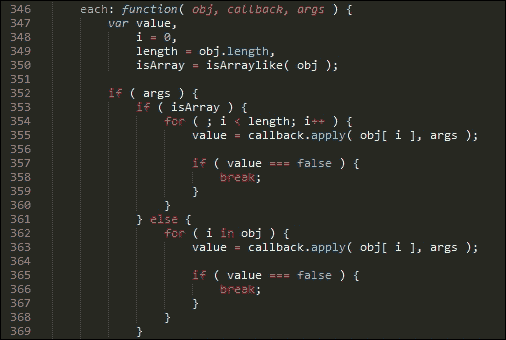 346 each: function( obj, callback, args ) {
347 var value,
348 i = 0,
349 length = obj.length,
350 isArray = isArraylike( obj );
351
352 if ( args ) {
353 if ( isArray ) {
354 for ( ; i < length; i++ ) {
355 value = callback.apply( obj[ i ], args );
356
357 if ( value === false ) {
358 break;
359 }
360 }
361 } else {
362 for ( i in obj ) {
363 value = callback.apply( obj[ i ], args );
364
365 if ( value === false ) {
366 break;
367 }
368 }
369 }